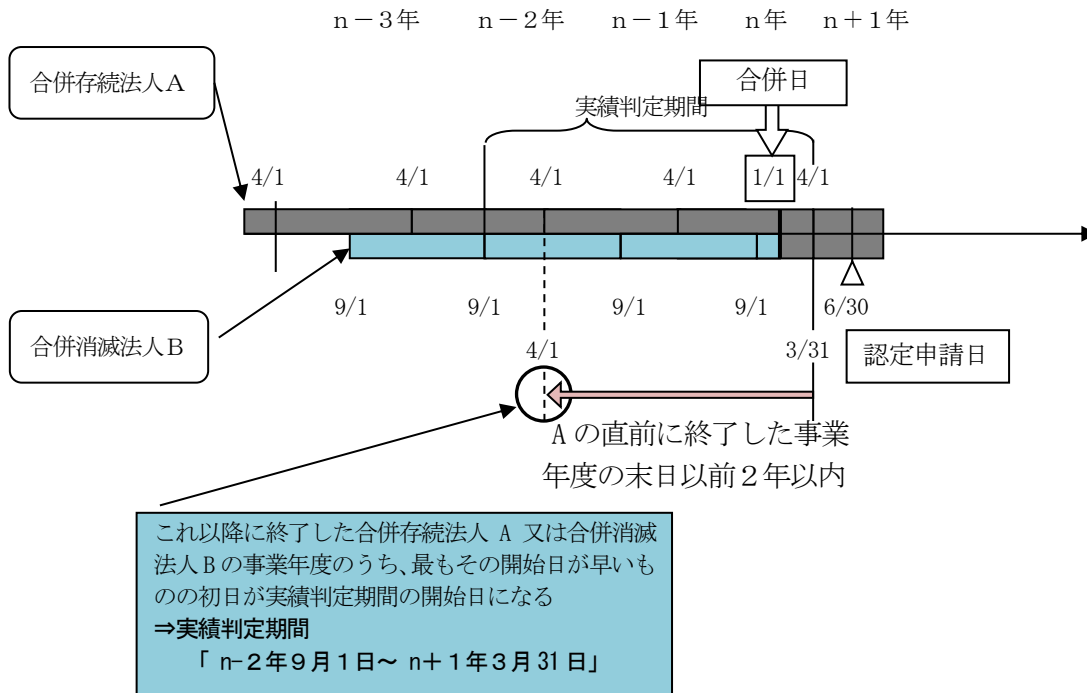 n－3年 n－2年 n－1年 n年 n＋1年
合併存続法人A
合併日
実績判定期間
4/1 4/1 4/1 4/1 1/1 4/1
9/1 9/1 9/1 9/1 6/30
合併消滅法人B
4/1 3/31 認定申請日
A の直前に終了した事業
年度の末日以前２年以内
これ以降に終了した合併存続法人 A 又は合併消滅
法人 B の事業年度のうち、最もその開始日が早いも
のの初日が実績判定期間の開始日になる
⇒実績判定期間
「 n-２年９月１日～ n＋１年３月 31 日」